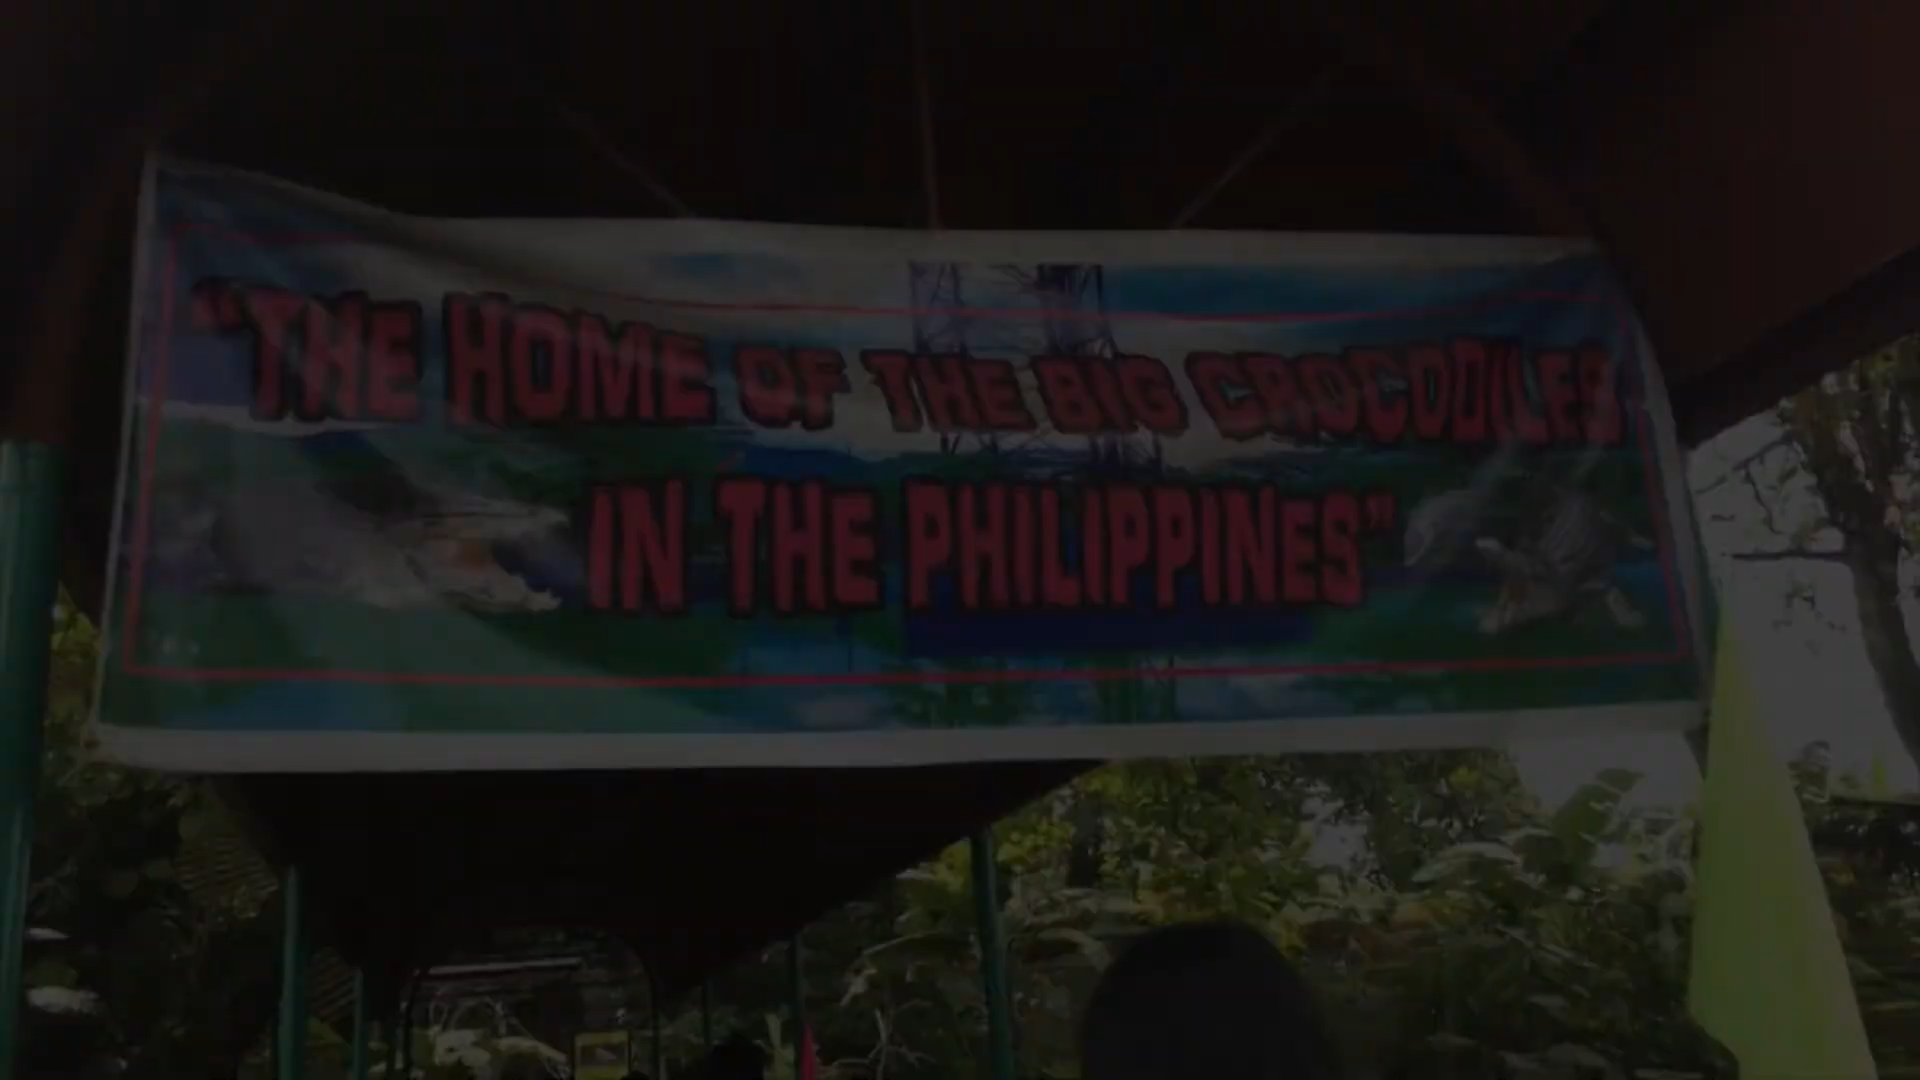 "THE HOME OF THE BIG CROCODILES
IN THE PHILIPPINES"